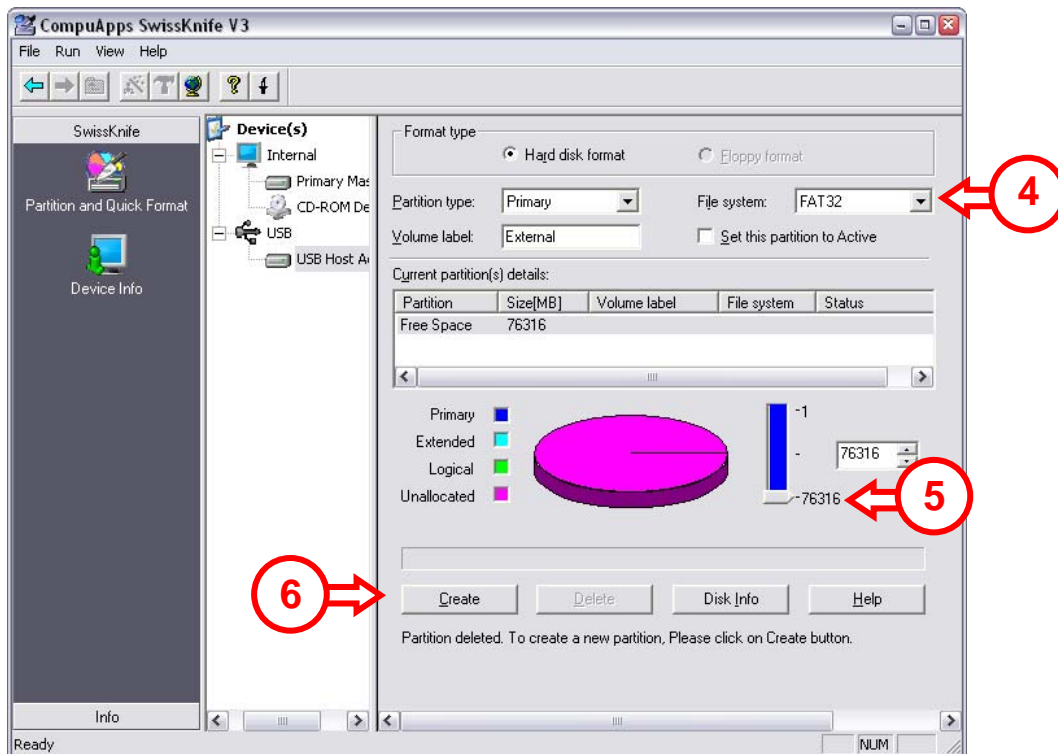 CompuApps SwissKnife V3
File Run View Help
SwissKnife
Partition and Quick Format
Device Info
Info
Device(s)
Internal
Primary Mas
CD-ROM De
USB
USB Host A
Format type
Hard disk format
Floppy format
Partition type: Primary
File system: FAT32
4
Volume label: External
Set this partition to Active
Current partition(s) details:
Partition Size[MB] Volume label File system Status
Free Space 76316
Primary
Extended
Logical
Unallocated
-1
-
76316
-76316
5
6
Create Delete Disk Info Help
Partition deleted. To create a new partition, Please click on Create button.
Ready
NUM